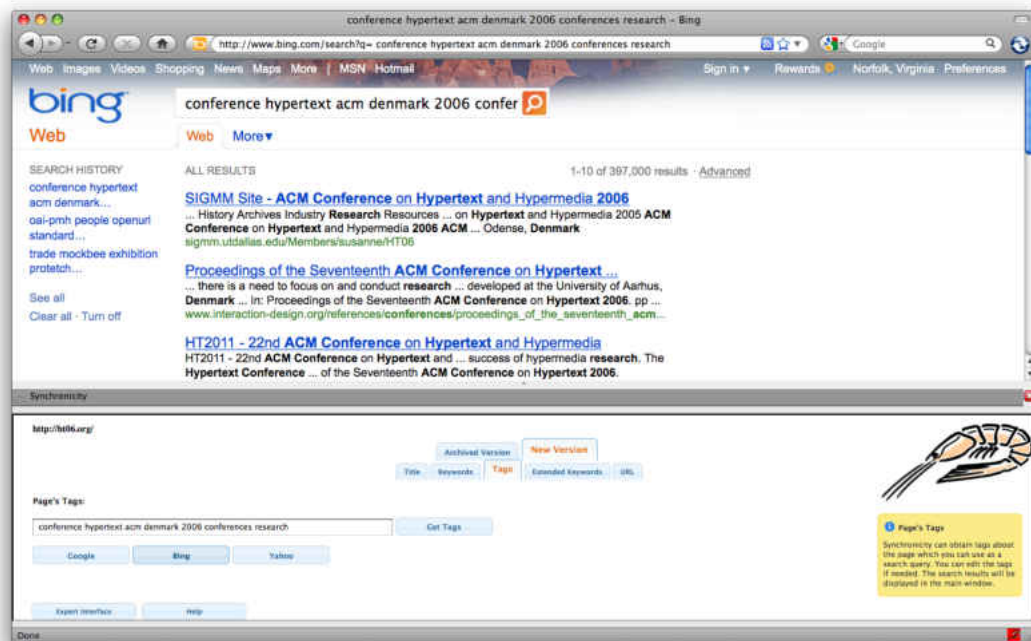 conference hypertext acm denmark 2006 conferences research – Bing
http://www.bing.com/search?q= conference hypertext acm denmark 2006 conferences research
Google
Web Images Videos Shopping News Maps More | MSN Hotmail
Sign in Rewards Norfolk, Virginia Preferences
bing
conference hypertext acm denmark 2006 confer
Web
Web More
SEARCH HISTORY
ALL RESULTS
1-10 of 397,000 results · Advanced
conference hypertext
acm denmark...
oai-pmh people openurl
standard...
trade mockbee exhibition
protetch...
See all
Clear all · Turn off
SIGMM Site - ACM Conference on Hypertext and Hypermedia 2006
... History Archives Industry Research Resources ... on Hypertext and Hypermedia 2005 ACM
Conference on Hypertext and Hypermedia 2006 ACM ... Odense, Denmark
sigmm.utdallas.edu/Members/susanne/HT06
Proceedings of the Seventeenth ACM Conference on Hypertext ...
... there is a need to focus on and conduct research ... developed at the University of Aarhus,
Denmark ... in: Proceedings of the Seventeenth ACM Conference on Hypertext 2006. pp ...
www.interaction-design.org/references/conferences/proceedings_of_the_seventeenth_acm...
HT2011 - 22nd ACM Conference on Hypertext and Hypermedia
HT2011 - 22nd ACM Conference on Hypertext and ... success of hypermedia research. The
Hypertext Conference ... of the Seventeenth ACM Conference on Hypertext 2006.
Synchronicity
http://ht06.org/
Archived Version New Version
Title Keywords Tags Extended Keywords URL
Page's Tags:
conference hypertext acm denmark 2006 conferences research
Get Tags
Google Bing Yahoo
Expert Interface Help
Page's Tags
Synchronicity can obtain tags about
the page which you can use as a
search query. You can edit the tags
if needed. The search results will be
displayed in the main window.
Done